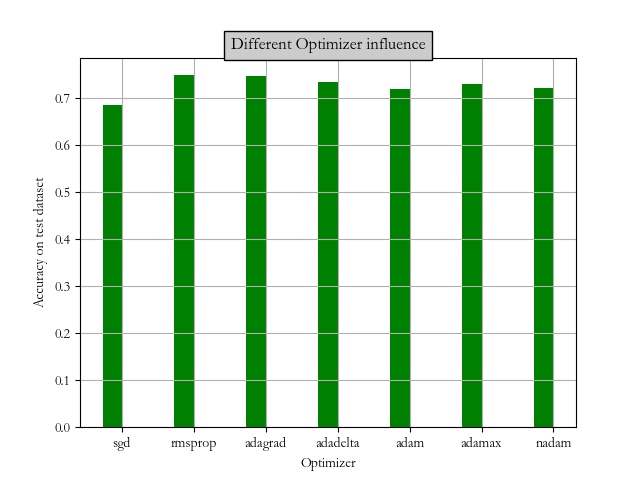 Different Optimizer influence
0.7
0.6
0.5
0.4
0.3
0.2
0.1
0.0
Accuracy on test dataset
sgd rmsprop adagrad adadelta adam adamax nadam
Optimizer